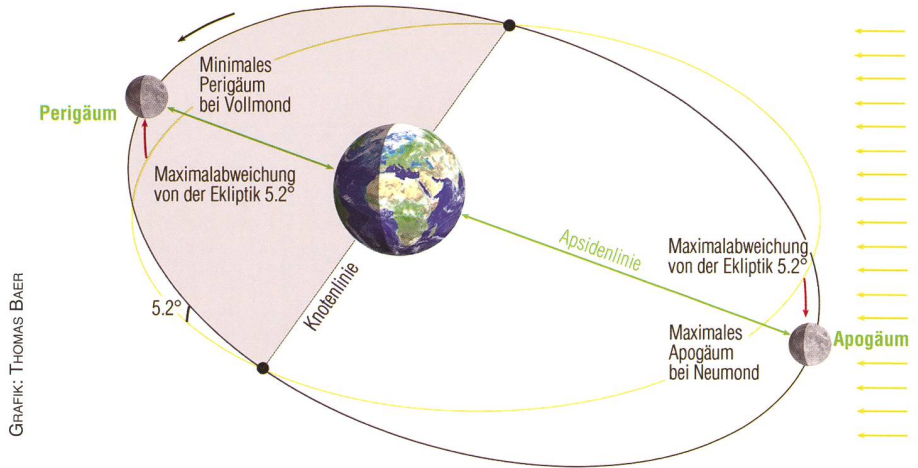 Minimales
Perigäum
bei Vollmond
Perigäum
Maximalabweichung
von der Ekliptik 5.2°
5.2°
Knotenlinie
Apsidenlinie
Maximalabweichung
von der Ekliptik 5.2°
Maximales
Apogäum
bei Neumond
Apogäum
GRAFIK: THOMAS BAER